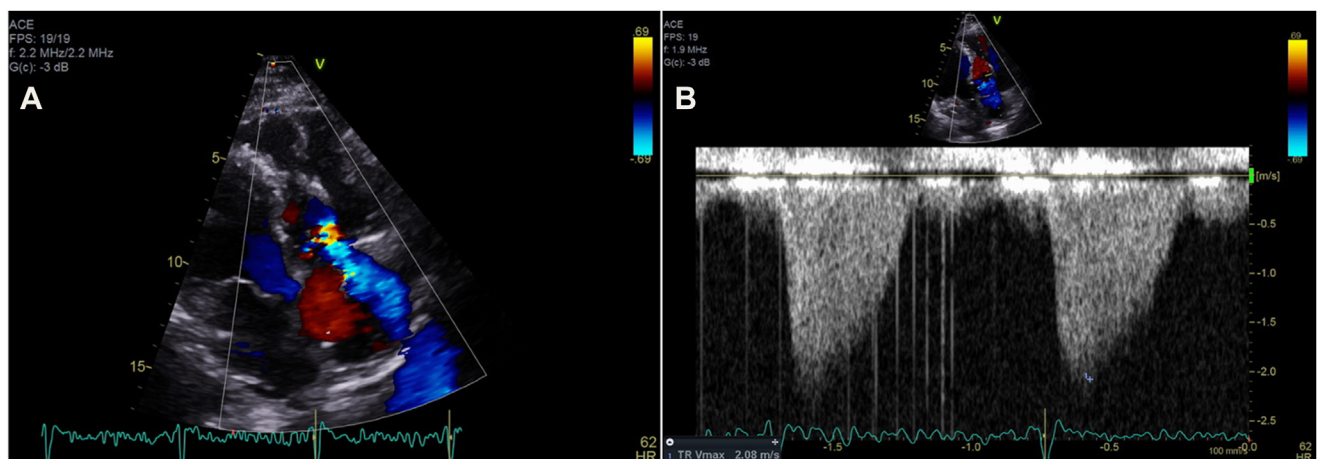 ACE
FPS: 19/19
f: 2.2 MHz/2.2 MHz
G(c): -3 dB
A
V
.69
-.69
5
10
15
62
HR
ACE
FPS: 19
f: 1.9 MHz
G(c): -3 dB
B
V
5
10
15
.69
-.69
[m/s]
-0.5
-1.0
-1.5
-2.0
-2.5
1 TR Vmax 2.08 m/s
-1.5
-1.0
-0.5
100 mm/s
-0.0
62
HR